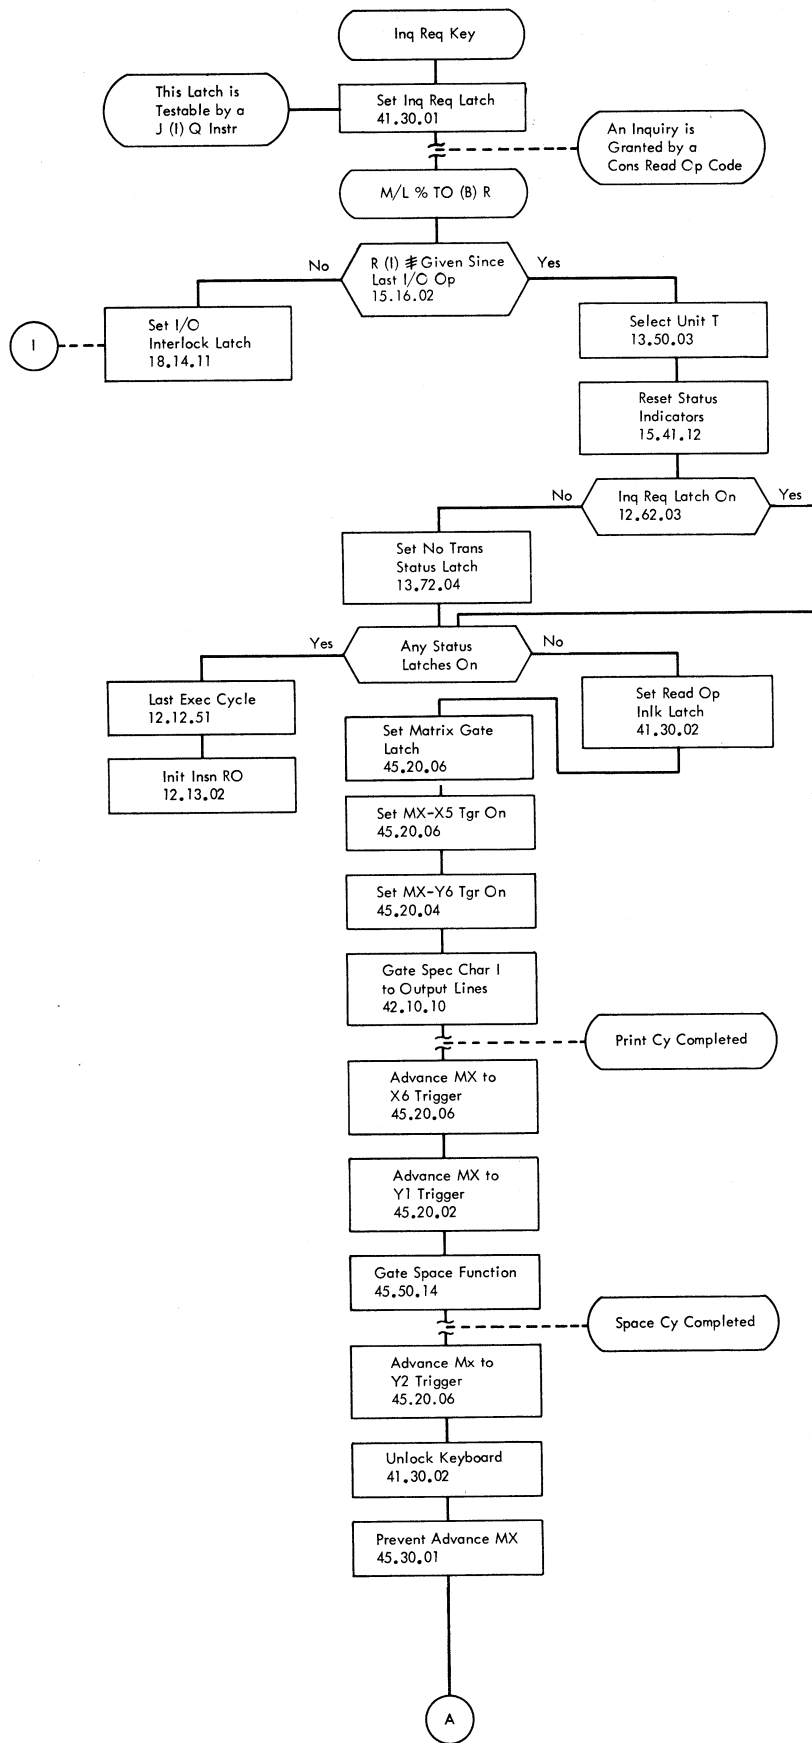 Inq Req Key
This Latch is
Testable by a
J (I) Q Instr
Set Inq Req Latch
41.30.01
An Inquiry is
Granted by a
Cons Read Op Code
M/L % TO (B) R
No
R (I) ≢ Given Since
Last I/O Op
15.16.02
Yes
I
Set I/O
Interlock Latch
18.14.11
Select Unit T
13.50.03
Reset Status
Indicators
15.41.12
No
Inq Req Latch On
12.62.03
Yes
Set No Trans
Status Latch
13.72.04
Yes
Any Status
Latches On
No
Last Exec Cycle
12.12.51
Set Read Op
Inlk Latch
41.30.02
Set Matrix Gate
Latch
45.20.06
Init Insn RO
12.13.02
Set MX-X5 Tgr On
45.20.06
Set MX-Y6 Tgr On
45.20.04
Gate Spec Char I
to Output Lines
42.10.10
Print Cy Completed
Advance MX to
X6 Trigger
45.20.06
Advance MX to
Y1 Trigger
45.20.02
Gate Space Function
45.50.14
Space Cy Completed
Advance Mx to
Y2 Trigger
45.20.06
Unlock Keyboard
41.30.02
Prevent Advance MX
45.30.01
A